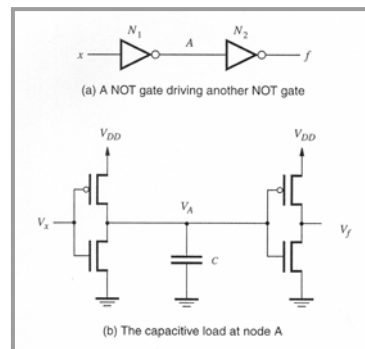 N1 N2
x A f
(a) A NOT gate driving another NOT gate
VDD VDD
Vx VA Vf
C
(b) The capacitive load at node A